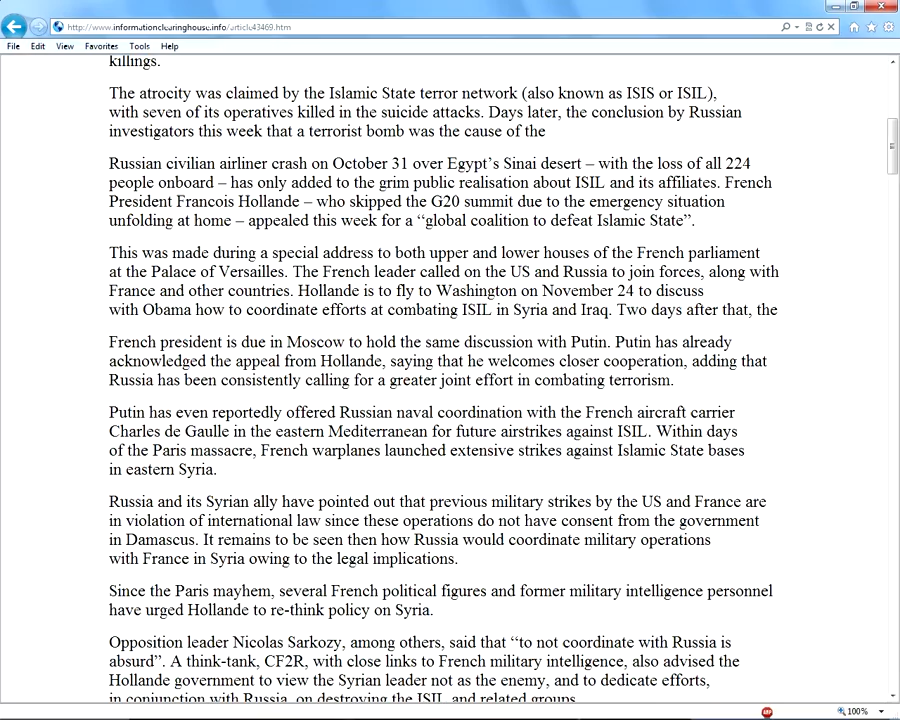 http://www.informationclearinghouse.info/article43469.htm
File Edit View Favorites Tools Help
killings.
The atrocity was claimed by the Islamic State terror network (also known as ISIS or ISIL),
with seven of its operatives killed in the suicide attacks. Days later, the conclusion by Russian
investigators this week that a terrorist bomb was the cause of the
Russian civilian airliner crash on October 31 over Egypt’s Sinai desert – with the loss of all 224
people onboard – has only added to the grim public realisation about ISIL and its affiliates. French
President Francois Hollande – who skipped the G20 summit due to the emergency situation
unfolding at home – appealed this week for a “global coalition to defeat Islamic State”.
This was made during a special address to both upper and lower houses of the French parliament
at the Palace of Versailles. The French leader called on the US and Russia to join forces, along with
France and other countries. Hollande is to fly to Washington on November 24 to discuss
with Obama how to coordinate efforts at combating ISIL in Syria and Iraq. Two days after that, the
French president is due in Moscow to hold the same discussion with Putin. Putin has already
acknowledged the appeal from Hollande, saying that he welcomes closer cooperation, adding that
Russia has been consistently calling for a greater joint effort in combating terrorism.
Putin has even reportedly offered Russian naval coordination with the French aircraft carrier
Charles de Gaulle in the eastern Mediterranean for future airstrikes against ISIL. Within days
of the Paris massacre, French warplanes launched extensive strikes against Islamic State bases
in eastern Syria.
Russia and its Syrian ally have pointed out that previous military strikes by the US and France are
in violation of international law since these operations do not have consent from the government
in Damascus. It remains to be seen then how Russia would coordinate military operations
with France in Syria owing to the legal implications.
Since the Paris mayhem, several French political figures and former military intelligence personnel
have urged Hollande to re-think policy on Syria.
Opposition leader Nicolas Sarkozy, among others, said that “to not coordinate with Russia is
absurd”. A think-tank, CF2R, with close links to French military intelligence, also advised the
Hollande government to view the Syrian leader not as the enemy, and to dedicate efforts,
in conjunction with Russia, on destroying the ISIL and related groups.
ABP
100%